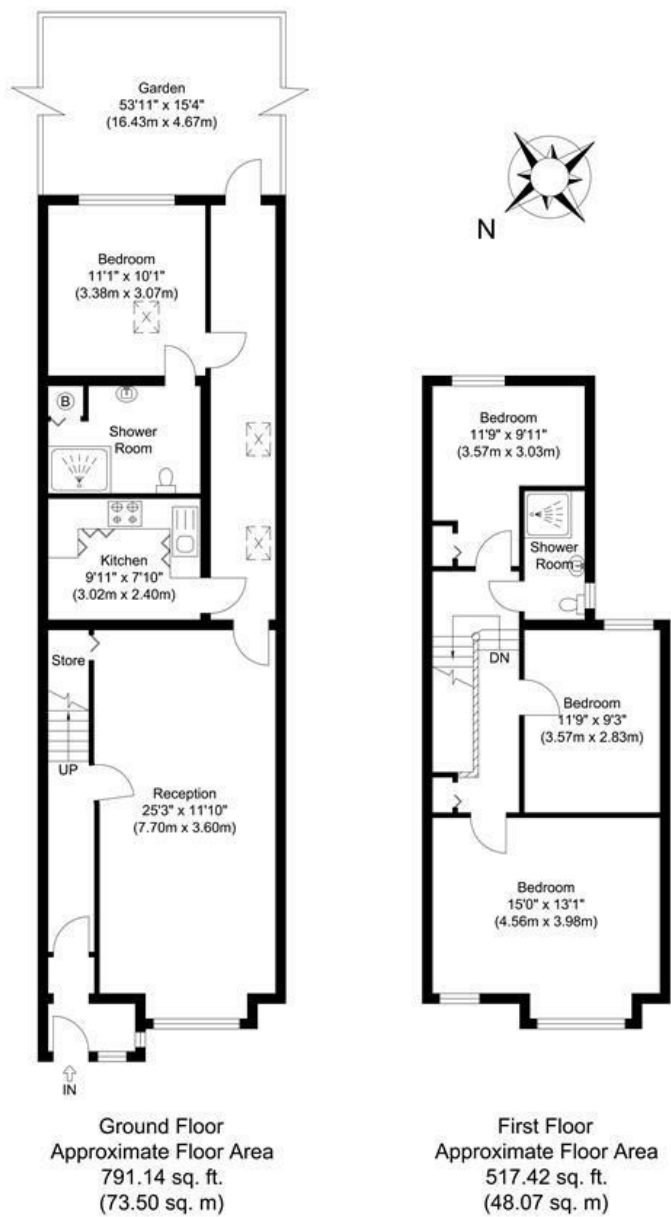 Garden
53'11" x 15'4"
(16.43m x 4.67m)
N
Bedroom
11'1" x 10'1"
(3.38m x 3.07m)
B
Shower
Room
Kitchen
9'11" x 7'10"
(3.02m x 2.40m)
Store
UP
Reception
25'3" x 11'10"
(7.70m x 3.60m)
IN
Ground Floor
Approximate Floor Area
791.14 sq. ft.
(73.50 sq. m)
Bedroom
11'9" x 9'11"
(3.57m x 3.03m)
Shower
Room
DN
Bedroom
11'9" x 9'3"
(3.57m x 2.83m)
Bedroom
15'0" x 13'1"
(4.56m x 3.98m)
First Floor
Approximate Floor Area
517.42 sq. ft.
(48.07 sq. m)